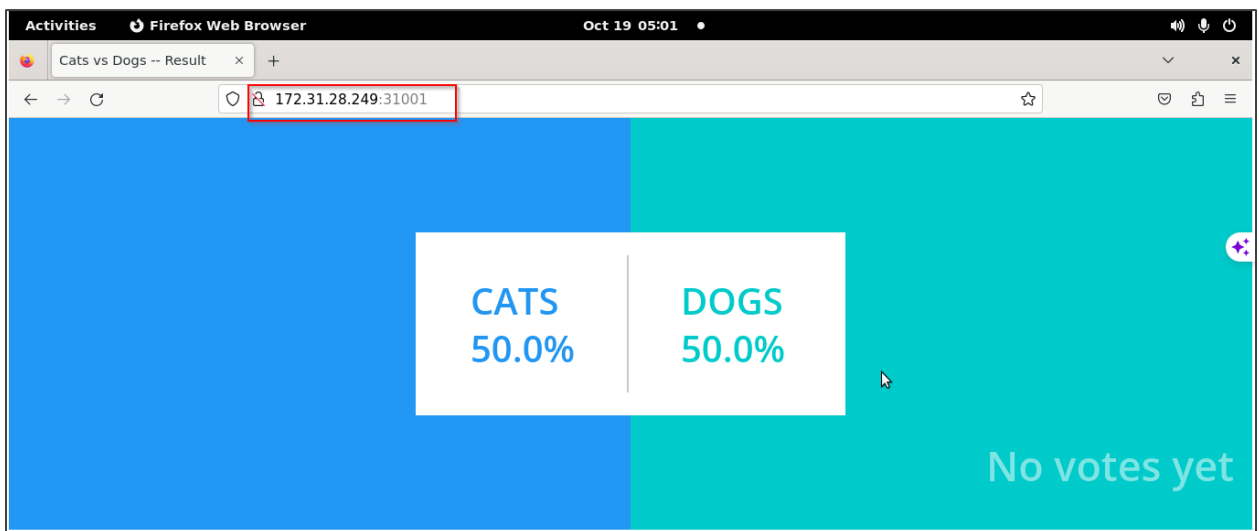 Activities Firefox Web Browser Oct 19 05:01
Cats vs Dogs -- Result
172.31.28.249:31001
CATS DOGS
50.0% 50.0%
No votes yet